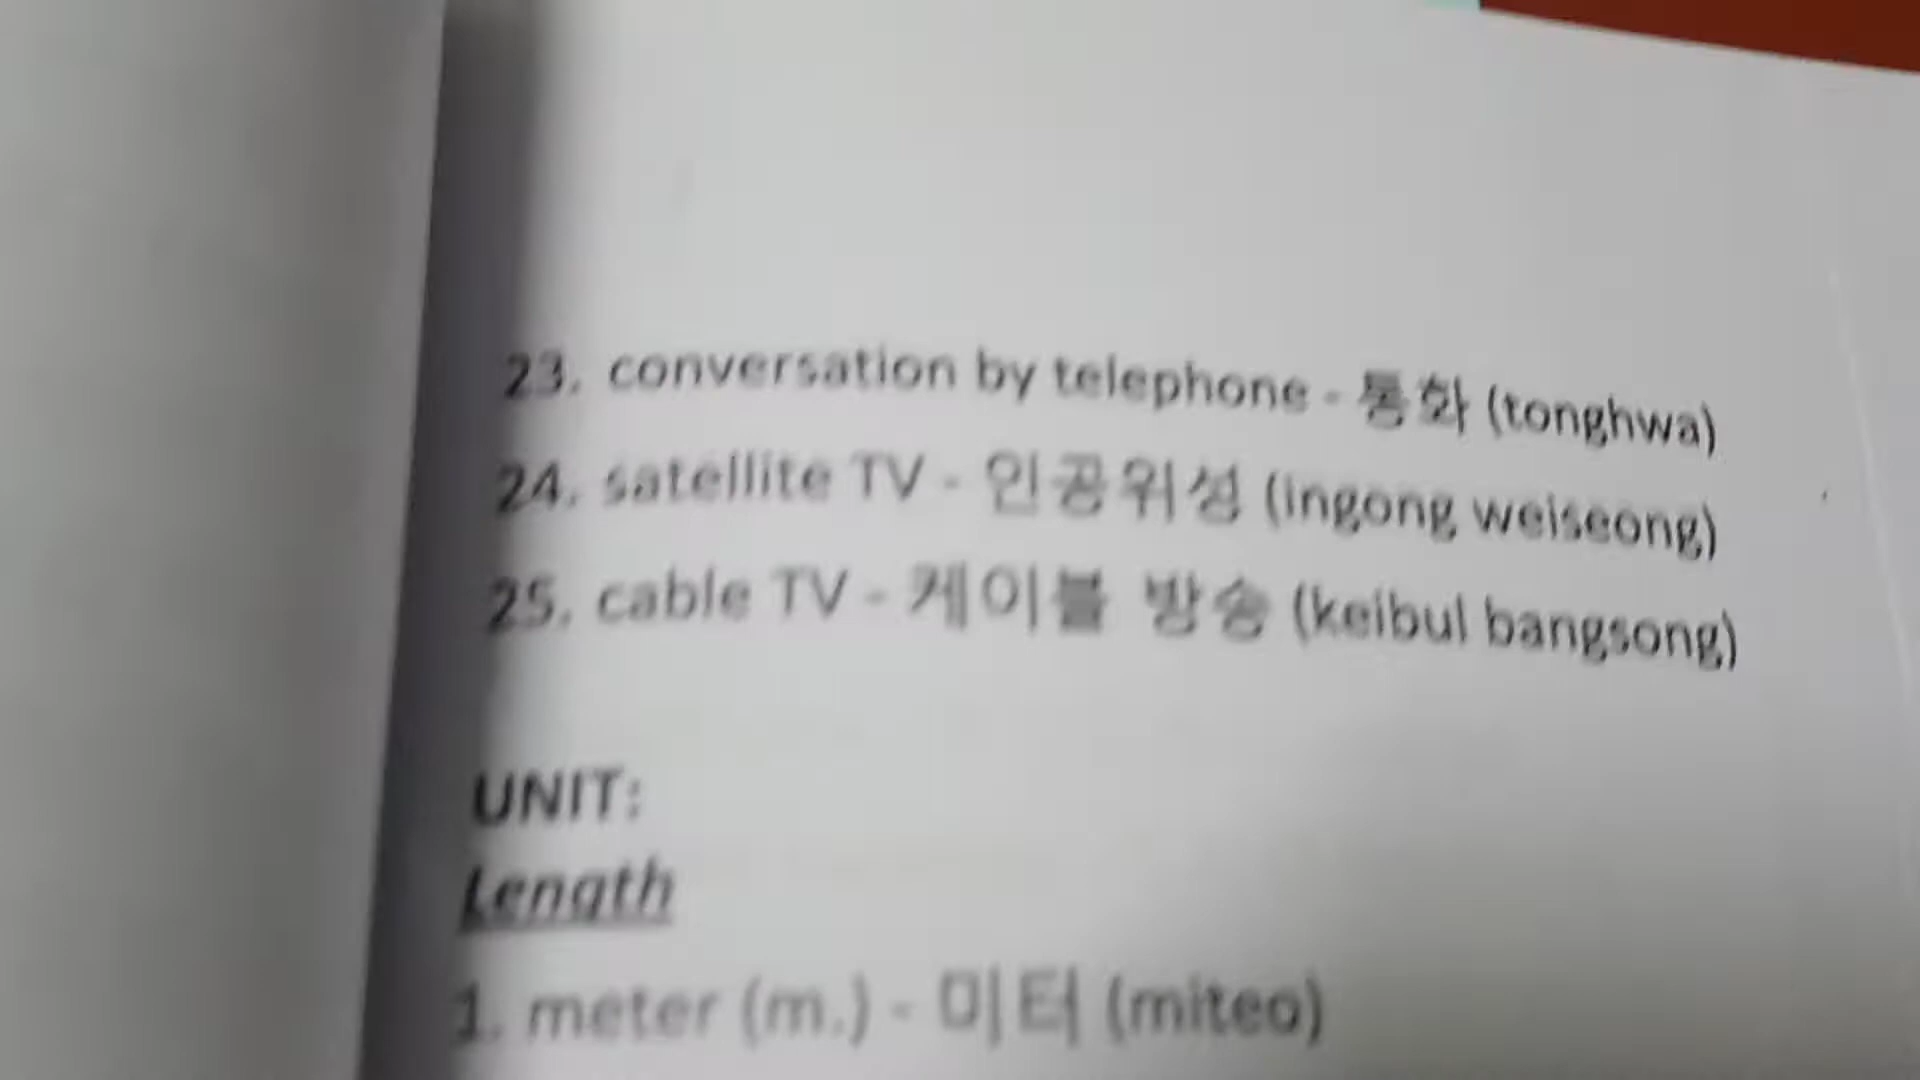 23. conversation by telephone - 통화 (tonghwa)
24. satellite TV - 인공위성 (ingong weiseong)
25. cable TV - 케이블 방송 (keibul bangsong)
UNIT:
Length
1. meter (m.) - 미터 (miteo)